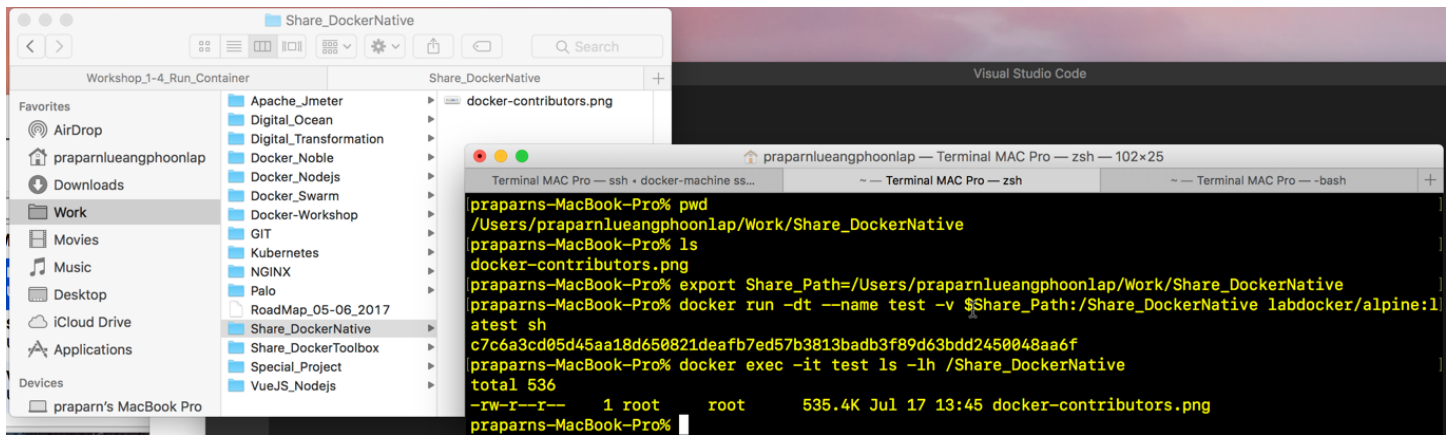 Share_DockerNative
Search
Workshop_1-4_Run_Container
Share_DockerNative
Favorites
AirDrop
praparnlueangphoonlap
Downloads
Work
Movies
Music
Desktop
iCloud Drive
Applications
Devices
praparn's MacBook Pro
Apache_Jmeter
Digital_Ocean
Digital_Transformation
Docker_Noble
Docker_Nodejs
Docker_Swarm
Docker-Workshop
GIT
Kubernetes
NGINX
Palo
RoadMap_05-06_2017
Share_DockerNative
Share_DockerToolbox
Special_Project
VueJS_Nodejs
docker-contributors.png
Visual Studio Code
praparnlueangphoonlap — Terminal MAC Pro — zsh — 102×25
Terminal MAC Pro — ssh • docker-machine ss...
~ — Terminal MAC Pro — zsh
~ — Terminal MAC Pro — -bash
[praparns-MacBook-Pro% pwd ]
/Users/praparnlueangphoonlap/Work/Share_DockerNative
[praparns-MacBook-Pro% ls ]
docker-contributors.png
[praparns-MacBook-Pro% export Share_Path=/Users/praparnlueangphoonlap/Work/Share_DockerNative ]
[praparns-MacBook-Pro% docker run -dt --name test -v $Share_Path:/Share_DockerNative labdocker/alpine:l]
atest sh
c7c6a3cd05d45aa18d650821deafb7ed57b3813badb3f89d63bdd2450048aa6f
[praparns-MacBook-Pro% docker exec -it test ls -lh /Share_DockerNative ]
total 536
-rw-r--r-- 1 root root 535.4K Jul 17 13:45 docker-contributors.png
praparns-MacBook-Pro%